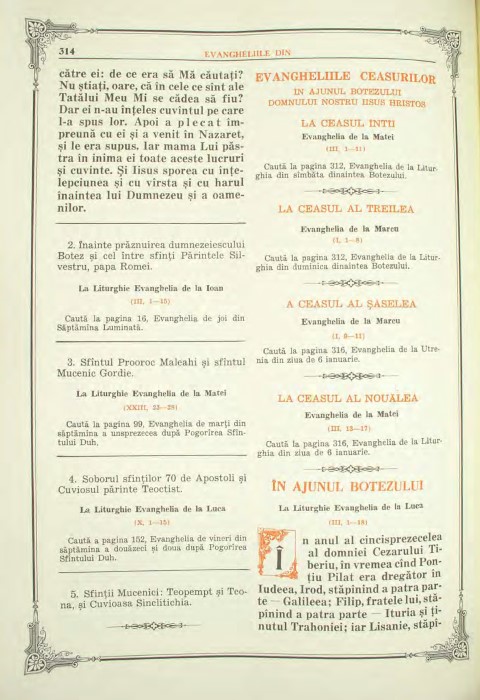 314
EVANGHELIILE DIN
către ei: de ce era să Mă căutați?
Nu știați, oare, că în cele ce sînt ale
Tatălui Meu Mi se cădea să fiu?
Dar ei n-au înțeles cuvîntul pe care
l-a spus lor. Apoi a plecat îm-
preună cu ei și a venit în Nazaret,
și le era supus. Iar mama Lui păs-
tra în inima ei toate aceste lucruri
și cuvinte. Și Iisus sporea cu înțe-
lepciunea și cu vîrsta și cu harul
înaintea lui Dumnezeu și a oame-
nilor.
2. Înainte prăznuirea dumnezeiescului
Botez și cel între sfinți Părintele Sil-
vestru, papa Romei.
La Liturghie Evanghelia de la Ioan
(III, 1—15)
Caută la pagina 16, Evanghelia de joi din
Săptămîna Luminată.
3. Sfîntul Prooroc Maleahi și sfîntul
Mucenic Gordie.
La Liturghie Evanghelia de la Matei
(XXIII, 23—28)
Caută la pagina 99, Evanghelia de marți din
săptămîna a unsprezecea după Pogorîrea Sfîn-
tului Duh.
4. Soborul sfinților 70 de Apostoli și
Cuviosul părinte Teoctist.
La Liturghie Evanghelia de la Luca
(X, 1—15)
Caută a pagina 152, Evanghelia de vineri din
săptămîna a douăzeci și doua după Pogorîrea
Sfîntului Duh.
5. Sfinții Mucenici: Teopempt și Teo-
na, și Cuvioasa Sinclitichia.
EVANGHELIILE CEASURILOR
IN AJUNUL BOTEZULUI
DOMNULUI NOSTRU IISUS HRISTOS
LA CEASUL INTII
Evanghelia de la Matei
(III, 1—11)
Caută la pagina 312, Evanghelia de la Litur-
ghia din sîmbăta dinaintea Botezului.
LA CEASUL AL TREILEA
Evanghelia de la Marcu
(I, 1—8)
Caută la pagina 312, Evanghelia de la Litur-
ghia din duminica dinaintea Botezului.
A CEASUL AL ȘASELEA
Evanghelia de la Marcu
(I, 9—11)
Caută la pagina 316, Evanghelia de la Utre-
nia din ziua de 6 ianuarie.
LA CEASUL AL NOUĂLEA
Evanghelia de la Matei
(III, 13—17)
Caută la pagina 316, Evanghelia de la Litur-
ghia din ziua de 6 ianuarie.
ÎN AJUNUL BOTEZULUI
La Liturghie Evanghelia de la Luca
(III, 1—18)
În anul al cincisprezecelea
al domniei Cezarului Ti-
beriu, în vremea cînd Pon-
țiu Pilat era dregător în
Iudeea, Irod, stăpînind a patra par-
te — Galileea; Filip, fratele lui, stă-
pînind a patra parte — Ituria și ți-
nutul Trahoniei; iar Lisanie, stăpî-